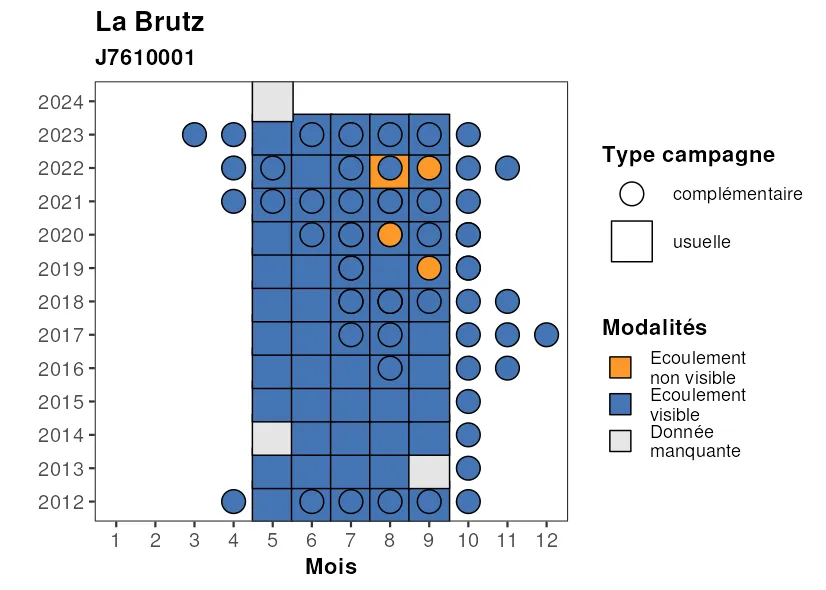 La Brutz
J7610001
2024
2023
2022
2021
2020
2019
2018
2017
2016
2015
2014
2013
2012
1 2 3 4 5 6 7 8 9 10 11 12
Mois
Type campagne
complémentaire
usuelle
Modalités
Ecoulement
non visible
Ecoulement
visible
Donnée
manquante